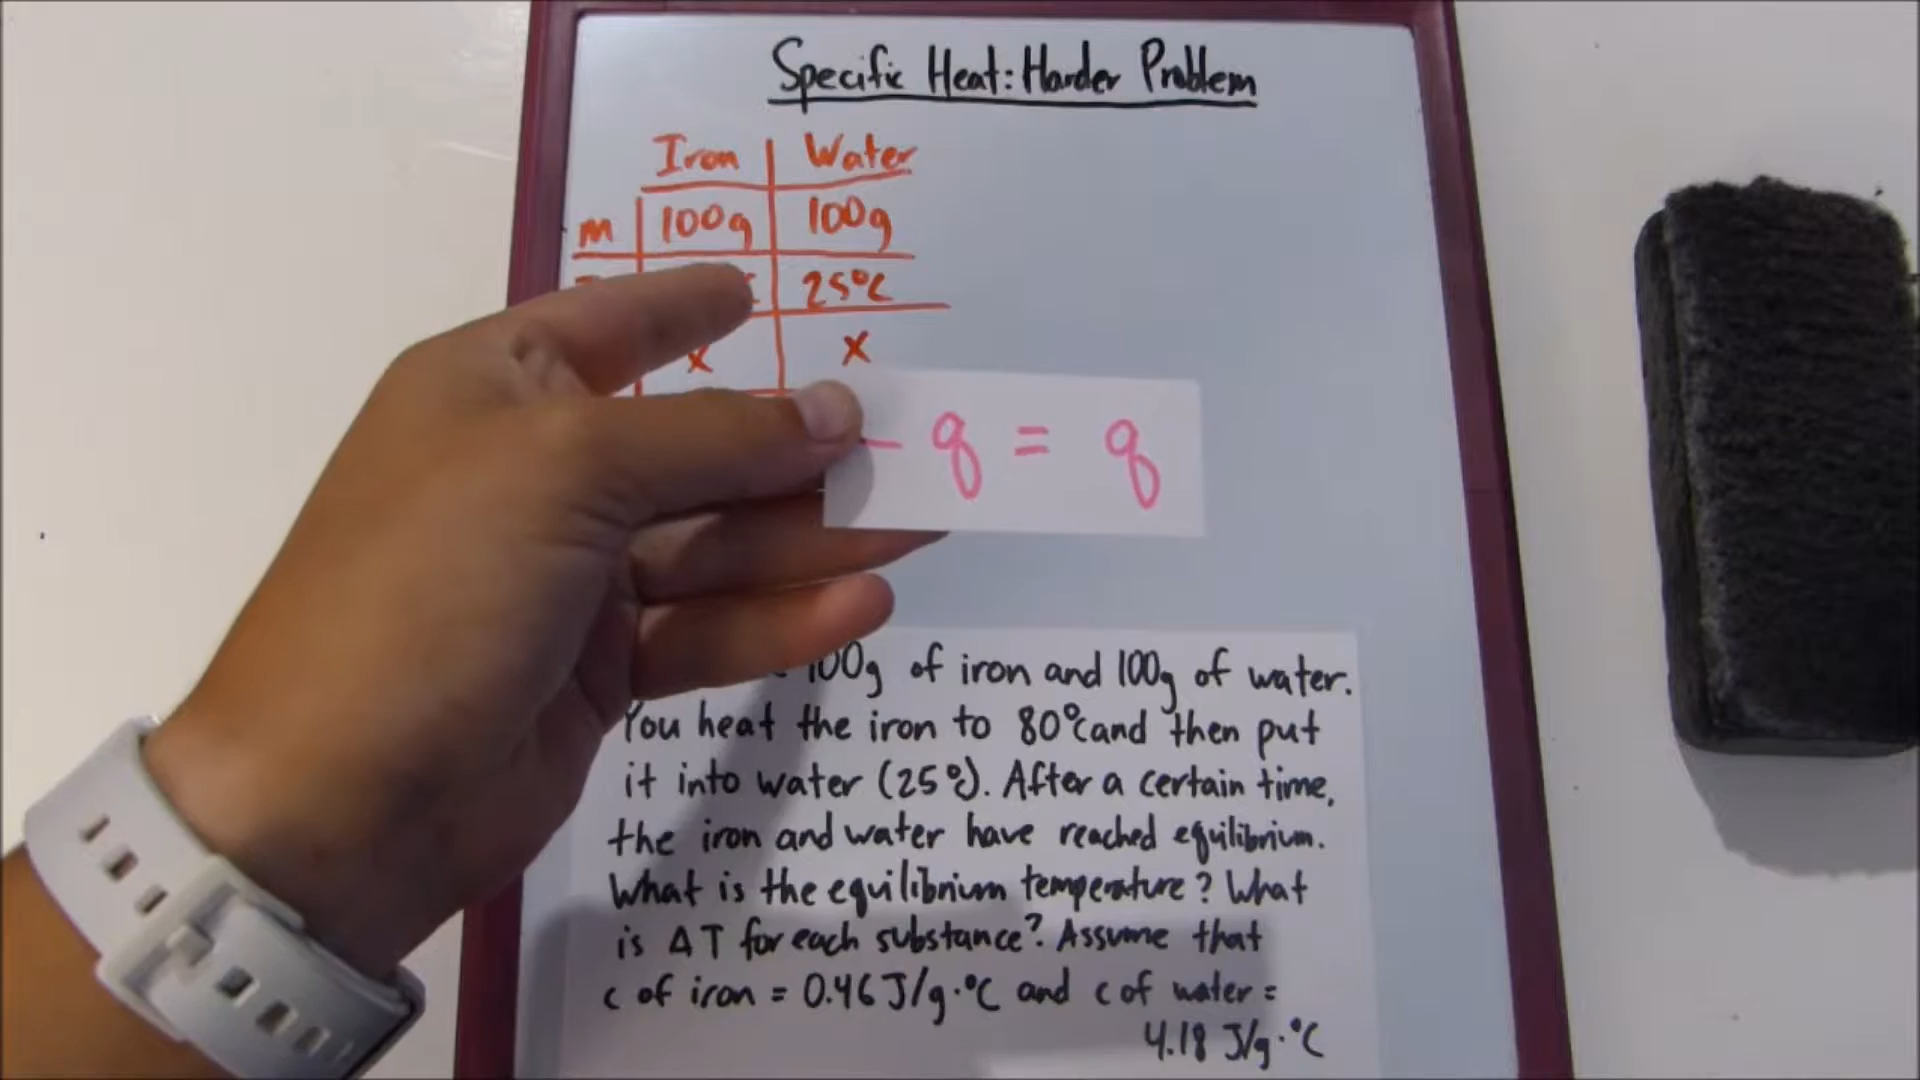 Specific Heat: Harder Problem
Iron Water
m 100g 100g
25°C
x x
- q = q
100g of iron and 100g of water.
You heat the iron to 80°C and then put
it into water (25°C). After a certain time,
the iron and water have reached equilibrium.
What is the equilibrium temperature? What
is ΔT for each substance? Assume that
c of iron = 0.46 J/g·°C and c of water =
4.18 J/g·°C